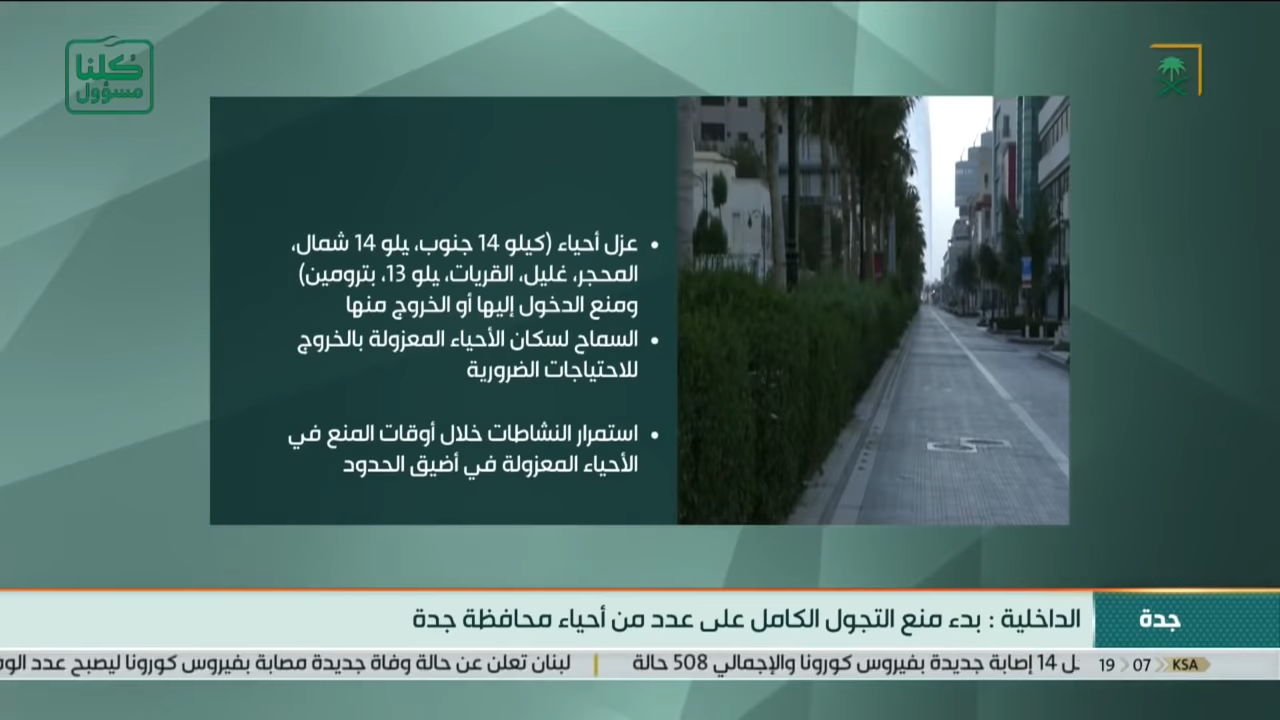 كلنا
مسؤول
• عزل أحياء (كيلو 14 جنوب، يلو 14 شمال،
المحجر، غليل، القريات، يلو 13، بترومين)
ومنع الدخول إليها أو الخروج منها
• السماح لسكان الأحياء المعزولة بالخروج
للاحتياجات الضرورية
• استمرار النشاطات خلال أوقات المنع في
الأحياء المعزولة في أضيق الحدود
جدة
الداخلية : بدء منع التجول الكامل على عدد من أحياء محافظة جدة
KSA 19 07
ـل 14 إصابة جديدة بفيروس كورونا والإجمالي 508 حالة | لبنان تعلن عن حالة وفاة جديدة مصابة بفيروس كورونا ليصبح عدد